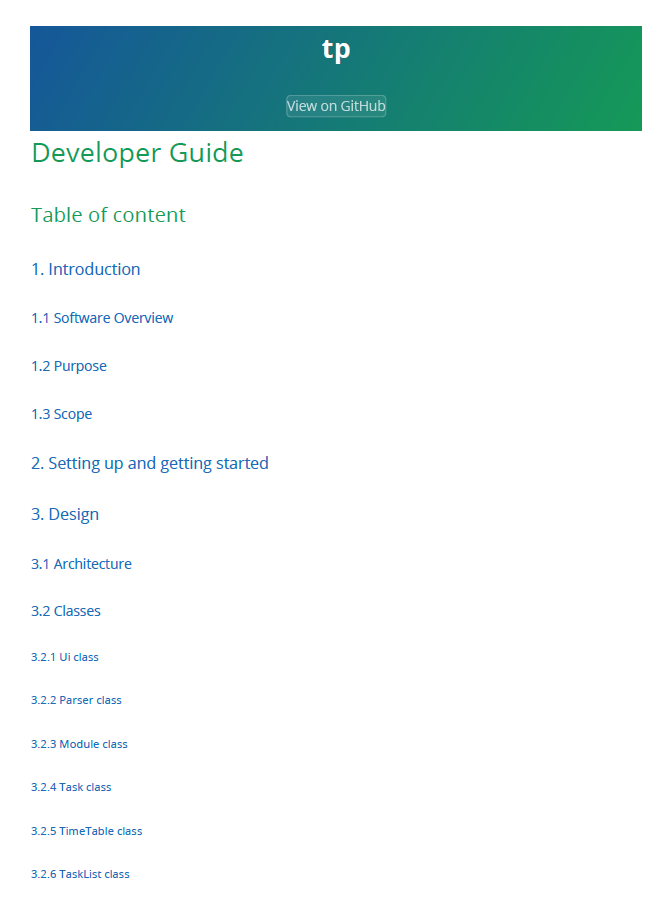 tp
View on GitHub
Developer Guide
Table of content
1. Introduction
1.1 Software Overview
1.2 Purpose
1.3 Scope
2. Setting up and getting started
3. Design
3.1 Architecture
3.2 Classes
3.2.1 Ui class
3.2.2 Parser class
3.2.3 Module class
3.2.4 Task class
3.2.5 TimeTable class
3.2.6 TaskList class